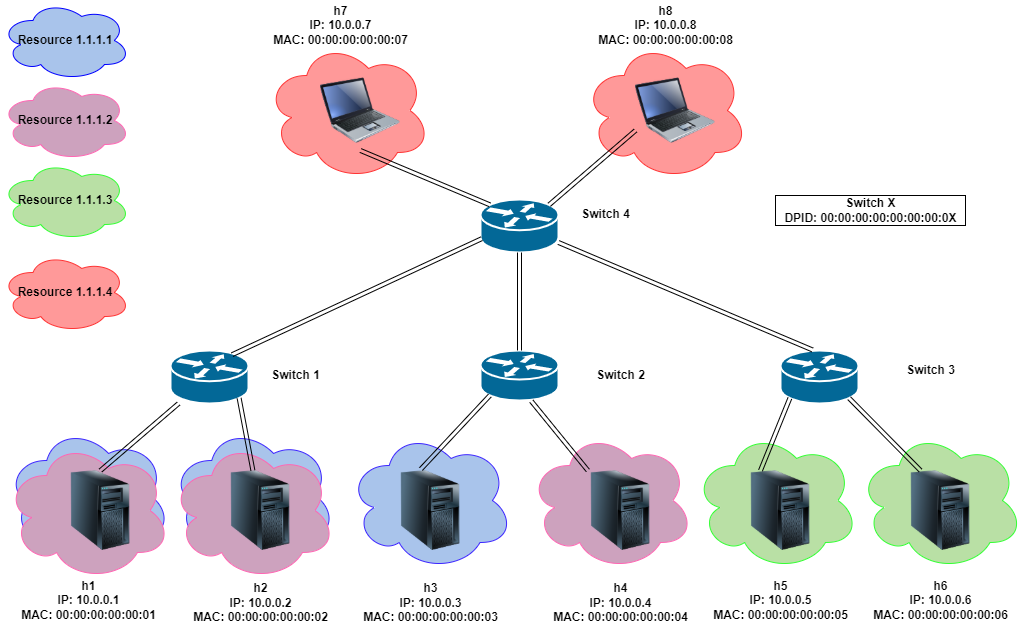 h7
IP: 10.0.0.7
MAC: 00:00:00:00:00:07
h8
IP: 10.0.0.8
MAC: 00:00:00:00:00:08
Resource 1.1.1.1
Resource 1.1.1.2
Resource 1.1.1.3
Resource 1.1.1.4
Switch X
DPID: 00:00:00:00:00:00:00:0X
Switch 4
Switch 1
Switch 2
Switch 3
h1
IP: 10.0.0.1
MAC: 00:00:00:00:00:01
h2
IP: 10.0.0.2
MAC: 00:00:00:00:00:02
h3
IP: 10.0.0.3
MAC: 00:00:00:00:00:03
h4
IP: 10.0.0.4
MAC: 00:00:00:00:00:04
h5
IP: 10.0.0.5
MAC: 00:00:00:00:00:05
h6
IP: 10.0.0.6
MAC: 00:00:00:00:00:06